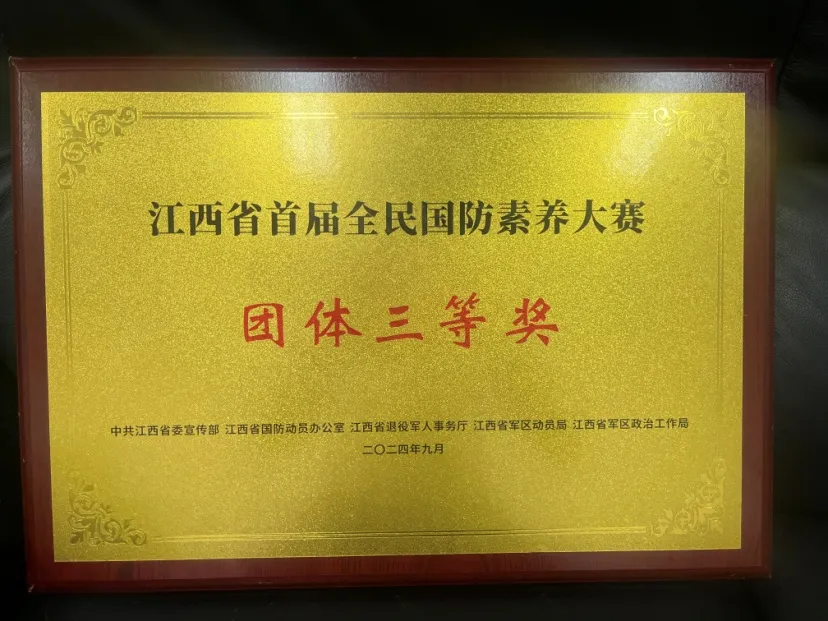 江西省首届全民国防素养大赛
团体三等奖
中共江西省委宣传部 江西省国防动员办公室 江西省退役军人事务厅 江西省军区动员局 江西省军区政治工作局
二〇二四年九月